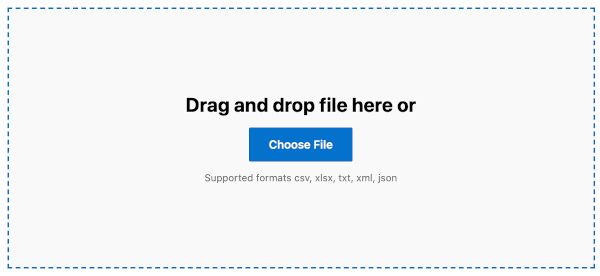 Drag and drop file here or
Choose File
Supported formats csv, xlsx, txt, xml, json